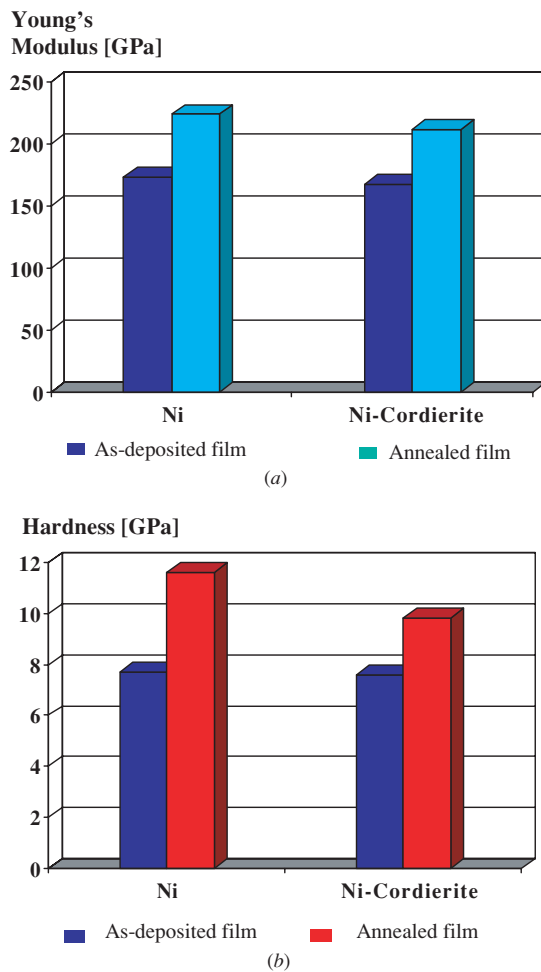 Young's
Modulus [GPa]
250
200
150
100
50
0
Ni Ni-Cordierite
As-deposited film Annealed film
(a)
Hardness [GPa]
12
10
8
6
4
2
0
Ni Ni-Cordierite
As-deposited film Annealed film
(b)